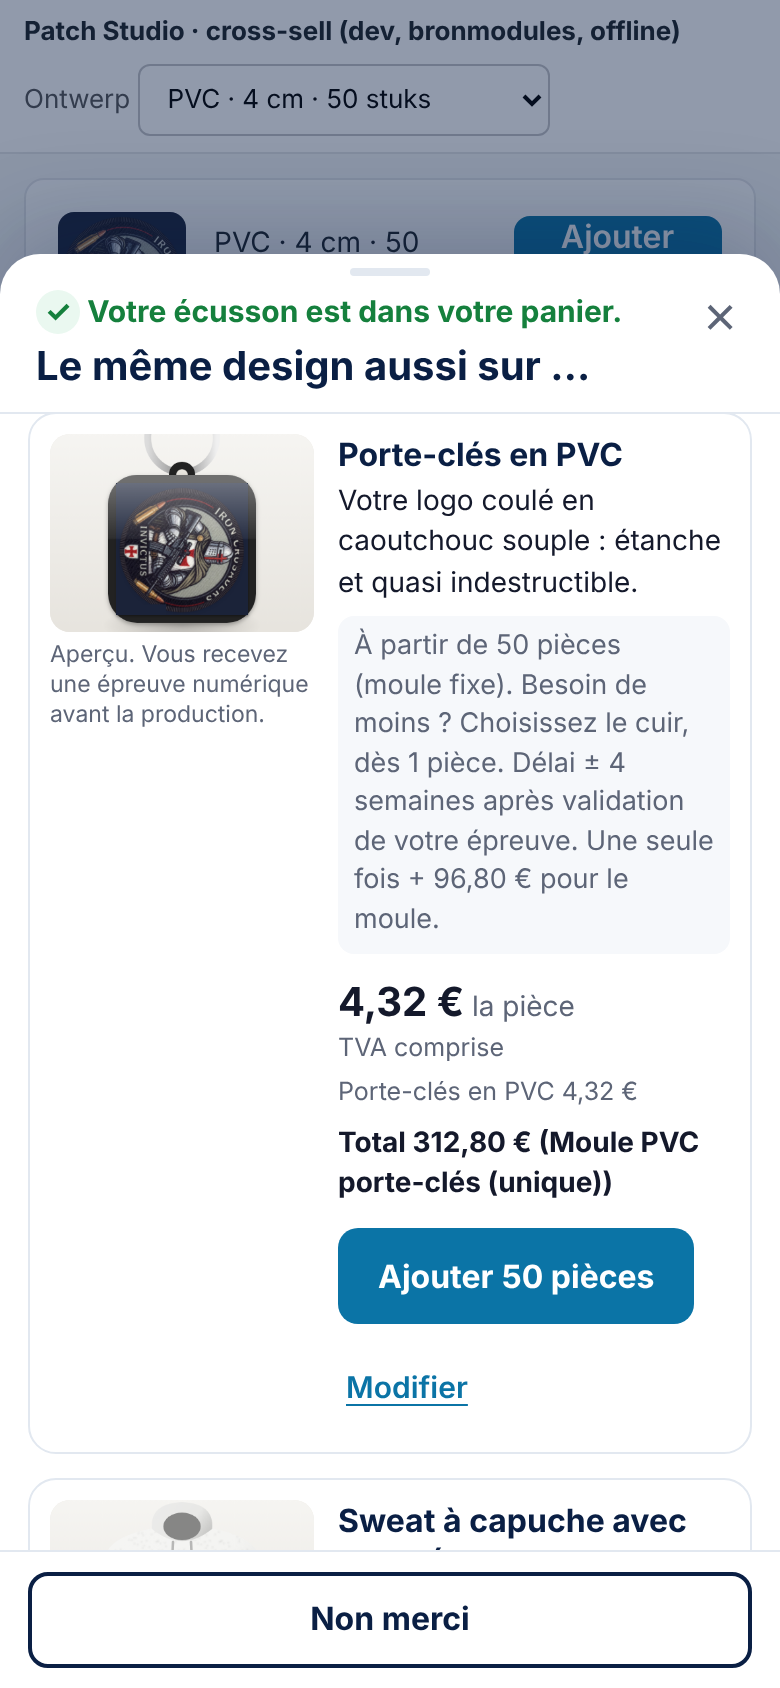 Patch Studio · cross-sell (dev, bronmodules, offline)
Ontwerp PVC · 4 cm · 50 stuks
PVC · 4 cm · 50
Ajouter
Votre écusson est dans votre panier.
Le même design aussi sur ...
IRON CRUSADERS
INVICTUS
Aperçu. Vous recevez
une épreuve numérique
avant la production.
Porte-clés en PVC
Votre logo coulé en
caoutchouc souple : étanche
et quasi indestructible.
À partir de 50 pièces
(moule fixe). Besoin de
moins ? Choisissez le cuir,
dès 1 pièce. Délai ± 4
semaines après validation
de votre épreuve. Une seule
fois + 96,80 € pour le
moule.
4,32 € la pièce
TVA comprise
Porte-clés en PVC 4,32 €
Total 312,80 € (Moule PVC
porte-clés (unique))
Ajouter 50 pièces
Modifier
Sweat à capuche avec
Non merci